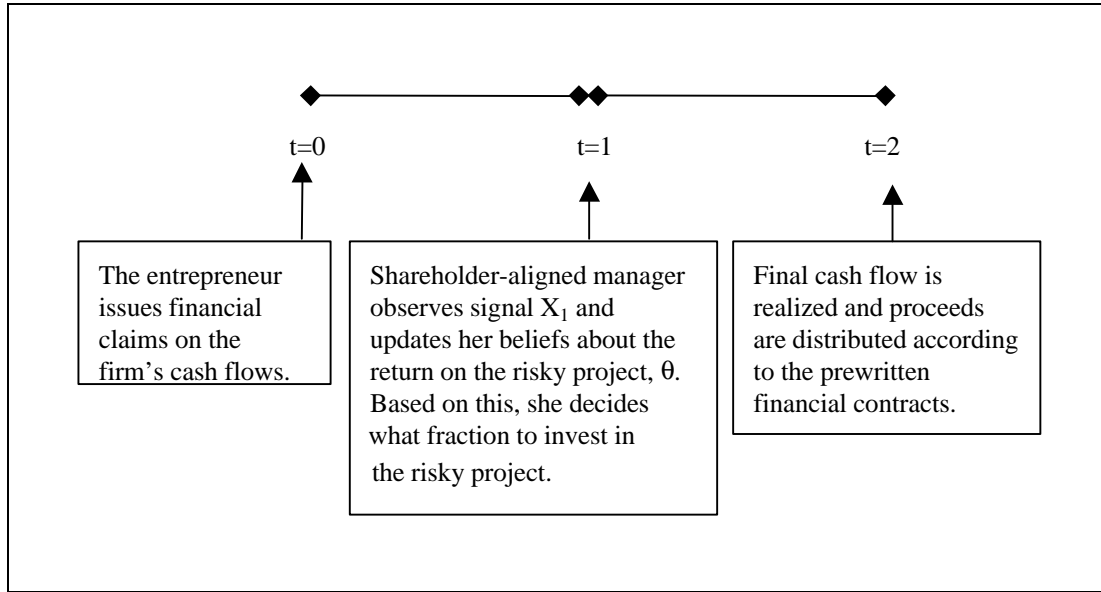 t=0
t=1
t=2
The entrepreneur
issues financial
claims on the
firm's cash flows.
Shareholder-aligned manager
observes signal X₁ and
updates her beliefs about the
return on the risky project, θ.
Based on this, she decides
what fraction to invest in
the risky project.
Final cash flow is
realized and proceeds
are distributed according
to the prewritten
financial contracts.